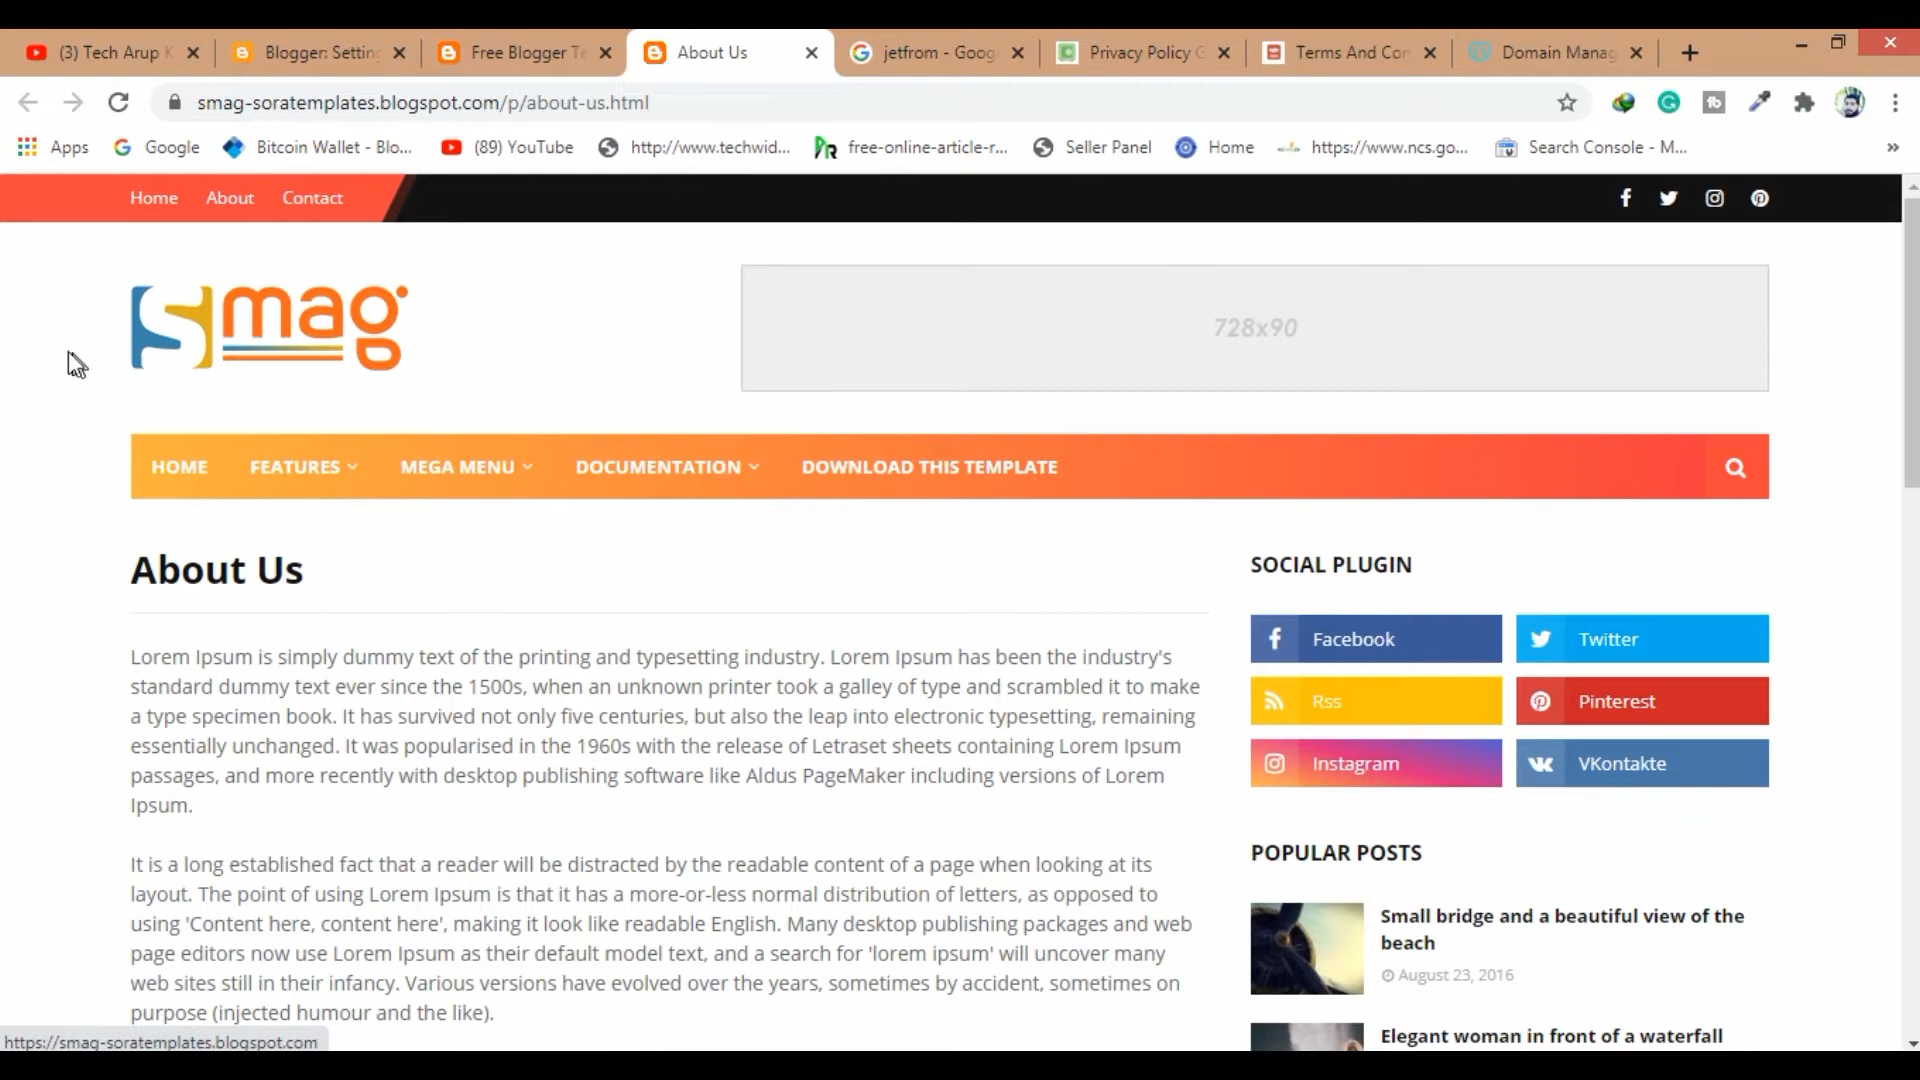 (3) Tech Arup K
Blogger: Setting
Free Blogger Te
About Us
jetfrom - Goog
Privacy Policy G
Terms And Con
Domain Manag
smag-soratemplates.blogspot.com/p/about-us.html
Apps
Google
Bitcoin Wallet - Blo...
(89) YouTube
http://www.techwid...
free-online-article-r...
Seller Panel
Home
https://www.ncs.go...
Search Console - M...
»
Home
About
Contact
smag
728x90
HOME
FEATURES
MEGA MENU
DOCUMENTATION
DOWNLOAD THIS TEMPLATE
About Us
Lorem Ipsum is simply dummy text of the printing and typesetting industry. Lorem Ipsum has been the industry's
standard dummy text ever since the 1500s, when an unknown printer took a galley of type and scrambled it to make
a type specimen book. It has survived not only five centuries, but also the leap into electronic typesetting, remaining
essentially unchanged. It was popularised in the 1960s with the release of Letraset sheets containing Lorem Ipsum
passages, and more recently with desktop publishing software like Aldus PageMaker including versions of Lorem
Ipsum.
It is a long established fact that a reader will be distracted by the readable content of a page when looking at its
layout. The point of using Lorem Ipsum is that it has a more-or-less normal distribution of letters, as opposed to
using 'Content here, content here', making it look like readable English. Many desktop publishing packages and web
page editors now use Lorem Ipsum as their default model text, and a search for 'lorem ipsum' will uncover many
web sites still in their infancy. Various versions have evolved over the years, sometimes by accident, sometimes on
purpose (injected humour and the like).
SOCIAL PLUGIN
Facebook
Twitter
Rss
Pinterest
Instagram
VKontakte
POPULAR POSTS
Small bridge and a beautiful view of the
beach
August 23, 2016
Elegant woman in front of a waterfall
https://smag-soratemplates.blogspot.com